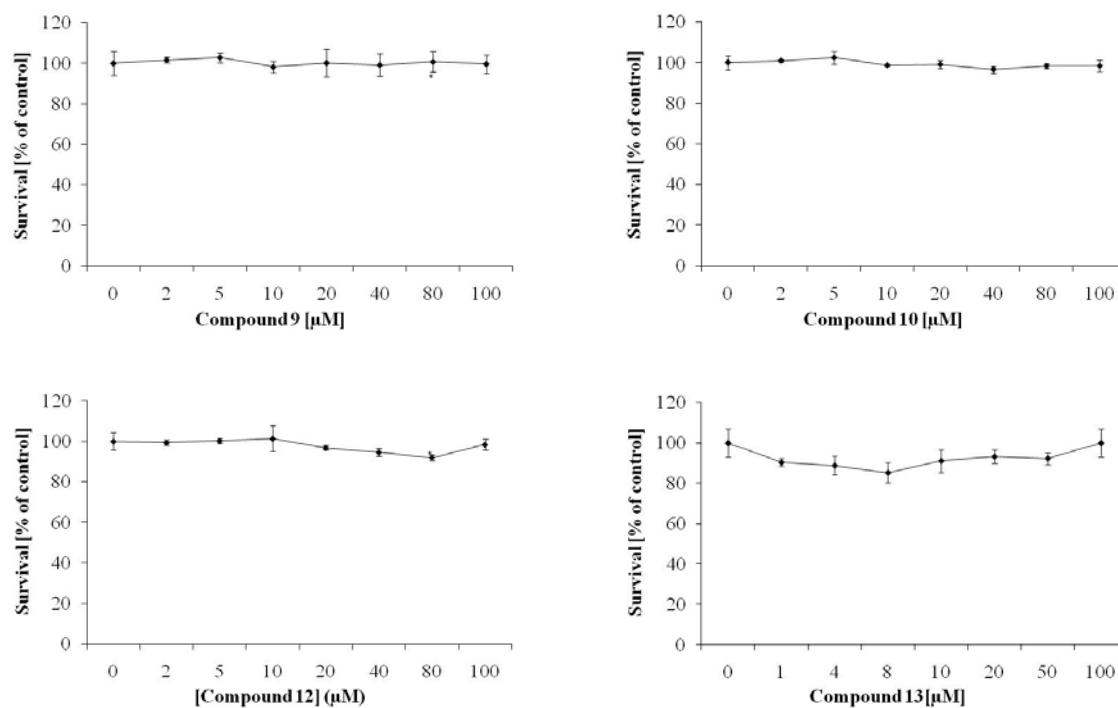 Survival [% of control]
120
100
80
60
40
20
0
0 2 5 10 20 40 80 100
Compound 9 [µM]
Survival [% of control]
120
100
80
60
40
20
0
0 2 5 10 20 40 80 100
Compound 10 [µM]
Survival [% of control]
120
100
80
60
40
20
0
0 2 5 10 20 40 80 100
[Compound 12] (µM)
Survival [% of control]
120
100
80
60
40
20
0
0 1 4 8 10 20 50 100
Compound 13[µM]